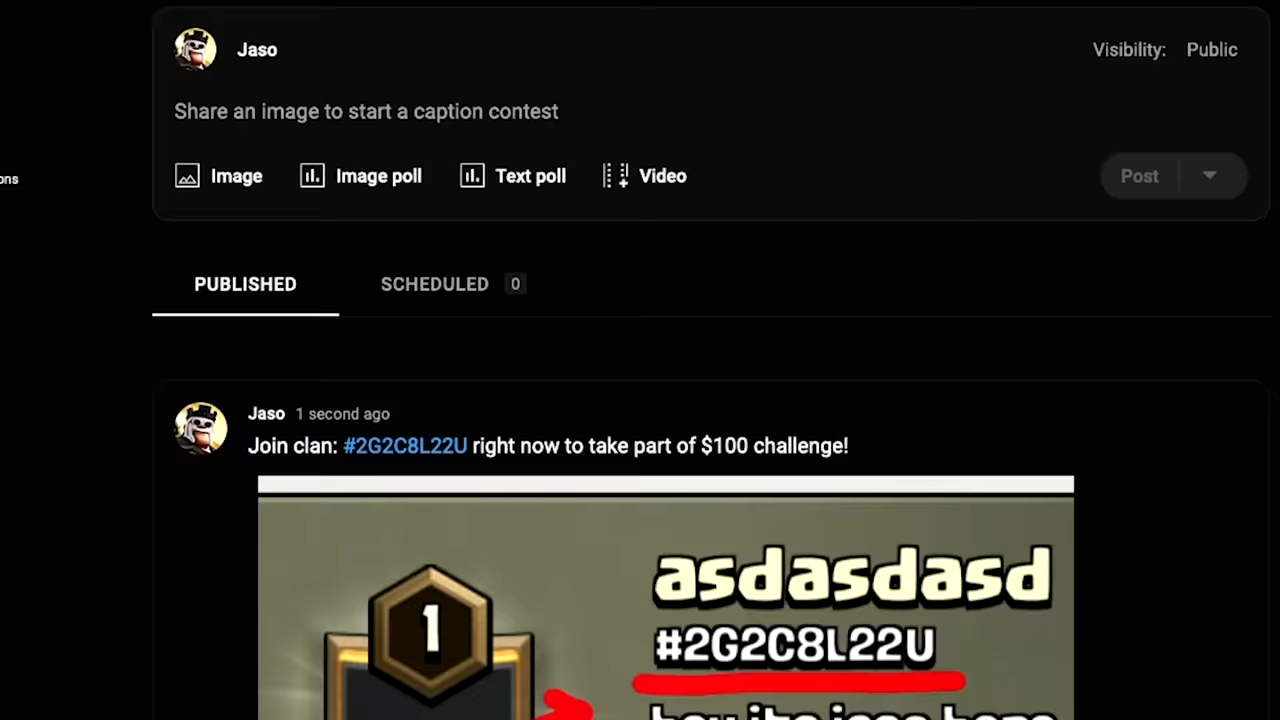 Jaso
Visibility: Public
Share an image to start a caption contest
ons
Image
Image poll
Text poll
Video
Post
PUBLISHED
SCHEDULED 0
Jaso 1 second ago
Join clan: #2G2C8L22U right now to take part of $100 challenge!
1
asdasdasd
#2G2C8L22U